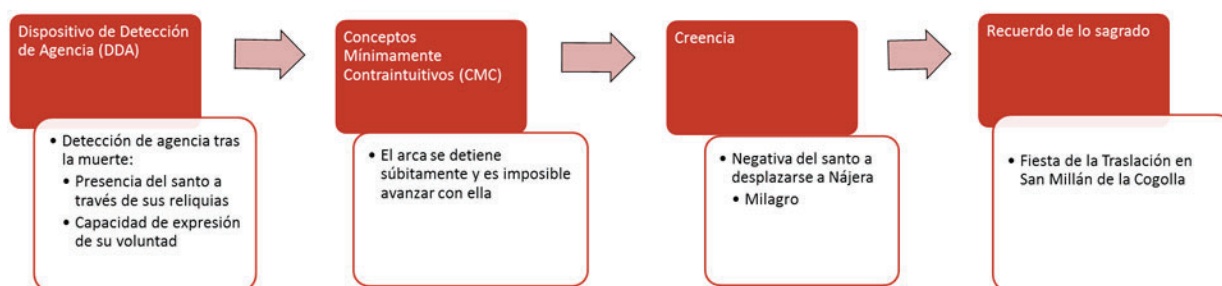 Dispositivo de Detección
de Agencia (DDA)
• Detección de agencia tras
la muerte:
• Presencia del santo a
través de sus reliquias
• Capacidad de expresión
de su voluntad
Conceptos
Mínimamente
Contraintuitivos (CMC)
• El arca se detiene
súbitamente y es imposible
avanzar con ella
Creencia
• Negativa del santo a
desplazarse a Nájera
• Milagro
Recuerdo de lo sagrado
• Fiesta de la Traslación en
San Millán de la Cogolla